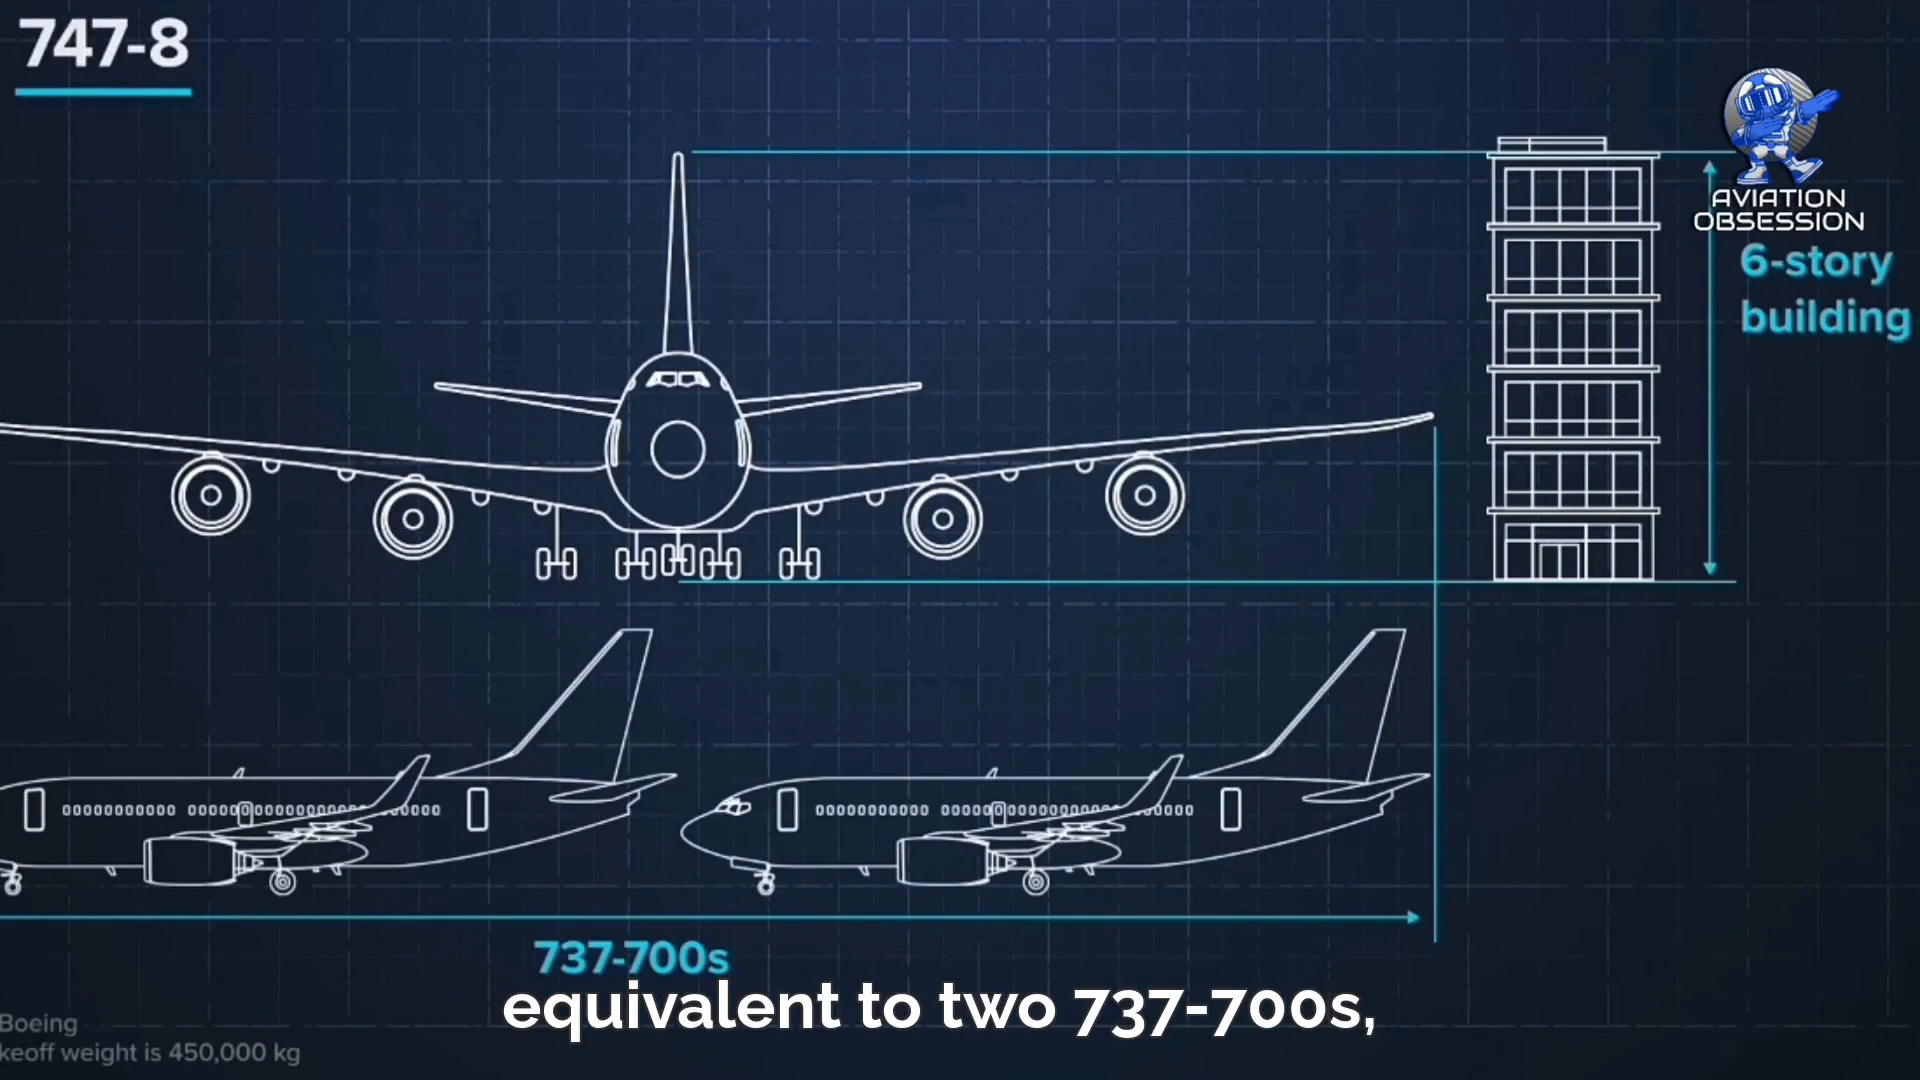 747-8
AVIATION
OBSESSION
6-story
building
737-700s
equivalent to two 737-700s,
Boeing
keoff weight is 450,000 kg